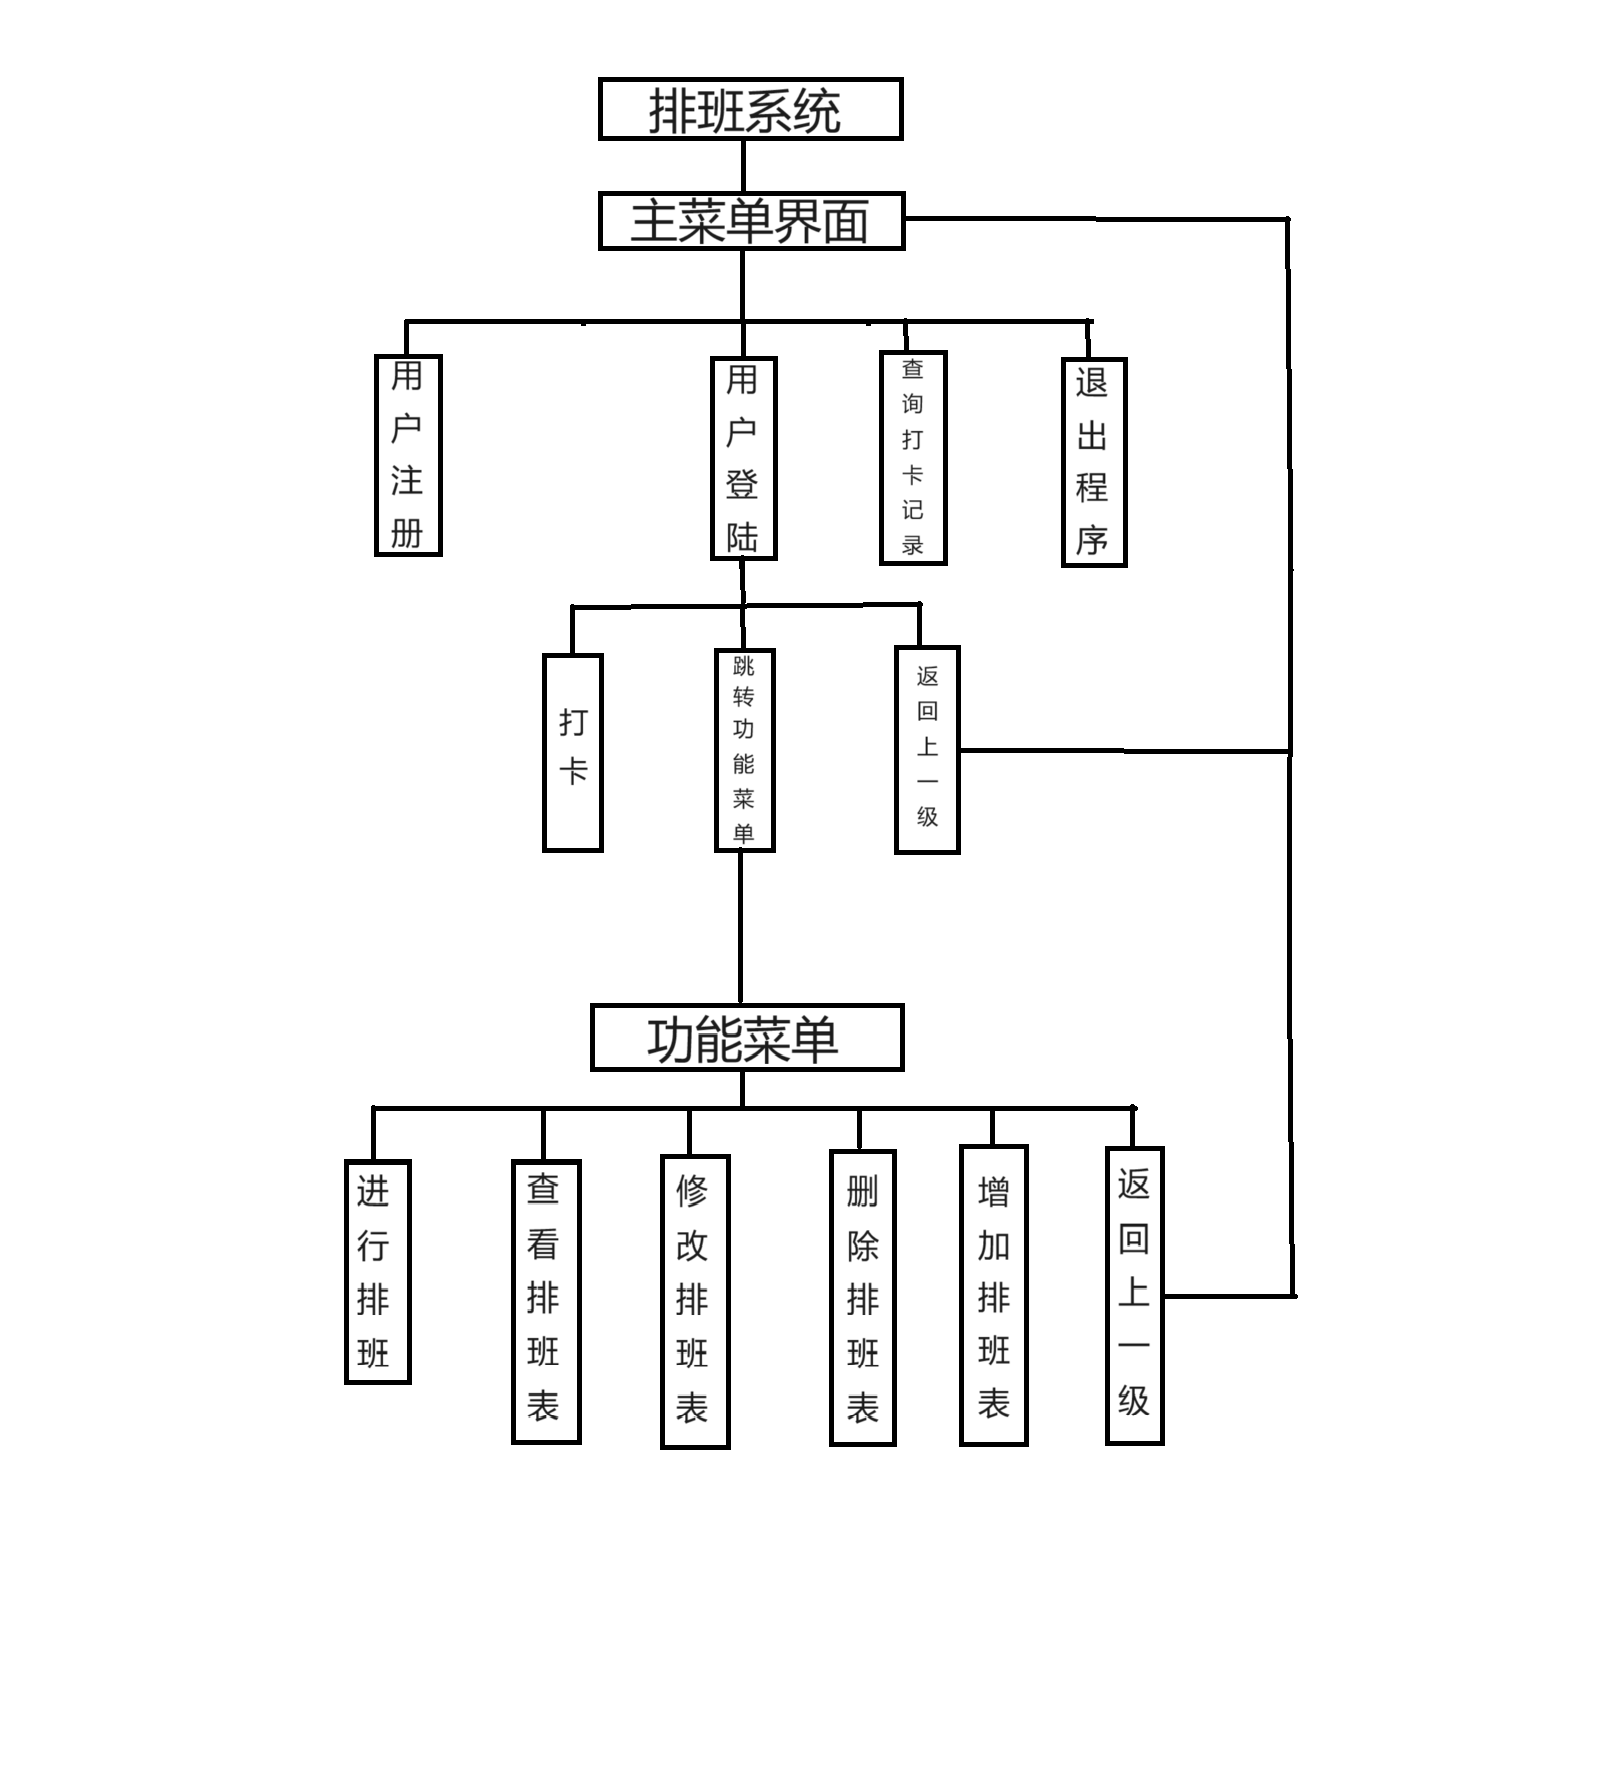 排班系统
主菜单界面
用户注册
用户登陆
查询打卡记录
退出程序
打卡
跳转功能菜单
返回上一级
功能菜单
进行排班
查看排班表
修改排班表
删除排班表
增加排班表
返回上一级